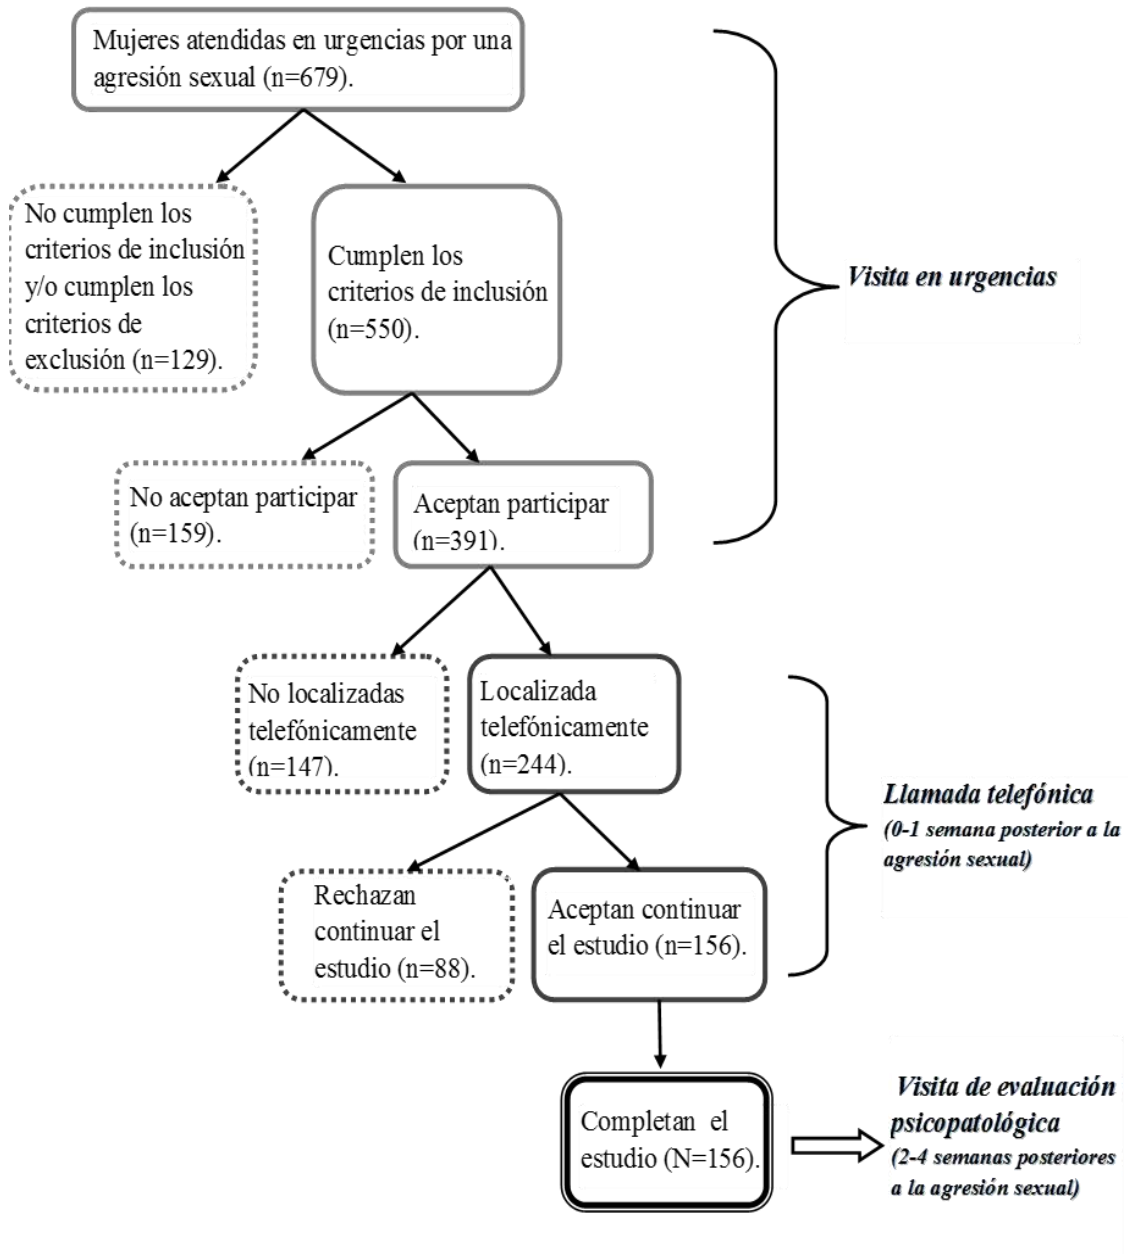 Mujeres atendidas en urgencias por una
agresión sexual (n=679).
No cumplen los
criterios de inclusión
y/o cumplen los
criterios de
exclusión (n=129).
Cumplen los
criterios de inclusión
(n=550).
Visita en urgencias
No aceptan participar
(n=159).
Aceptan participar
(n=391).
No localizadas
telefónicamente
(n=147).
Localizada
telefónicamente
(n=244).
Llamada telefónica
(0-1 semana posterior a la
agresión sexual)
Rechazan
continuar el
estudio (n=88).
Aceptan continuar
el estudio (n=156).
Completan el
estudio (N=156).
Visita de evaluación
psicopatológica
(2-4 semanas posteriores
a la agresión sexual)